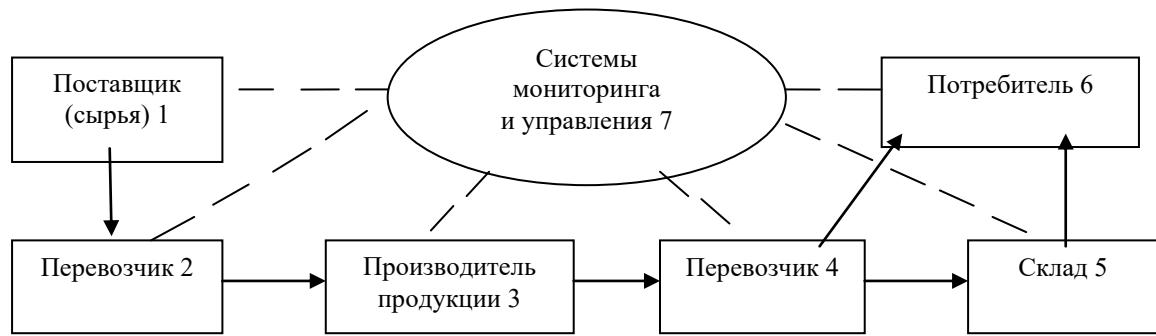 Системы
мониторинга
и управления 7
Поставщик
(сырья) 1
Потребитель 6
Перевозчик 2
Производитель
продукции 3
Перевозчик 4
Склад 5